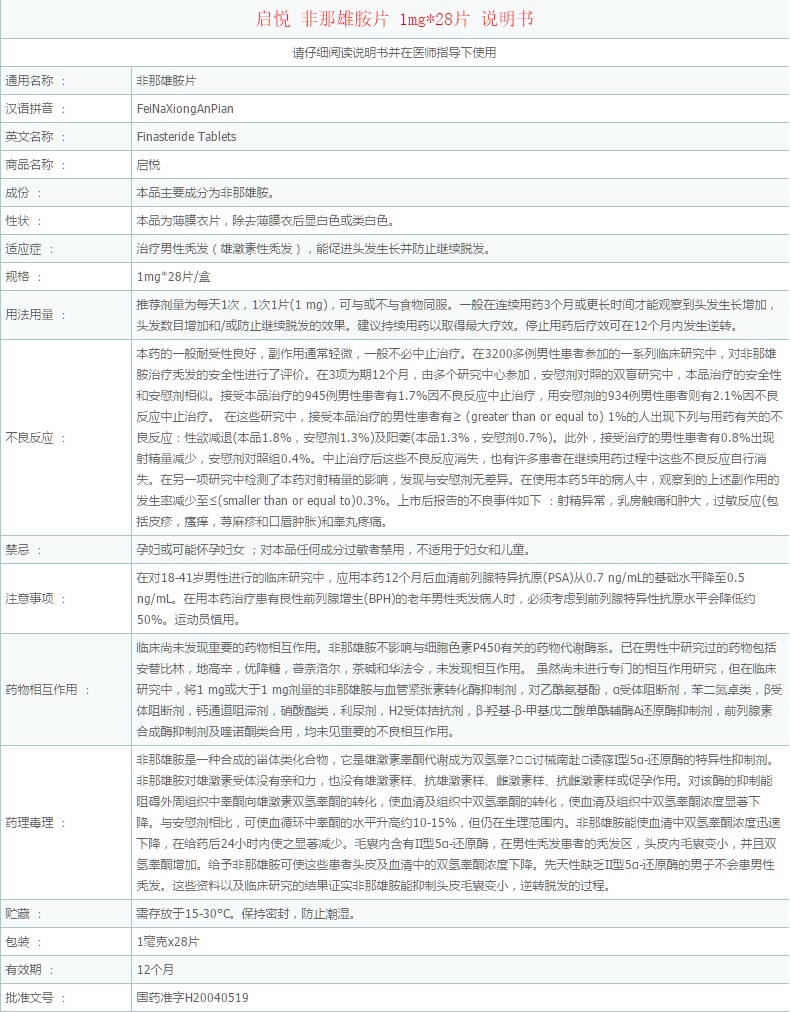 启悦 非那雄胺片 1mg*28片 说明书
请仔细阅读说明书并在医师指导下使用
通用名称 ： 非那雄胺片
汉语拼音 ： FeiNaXiongAnPian
英文名称 ： Finasteride Tablets
商品名称 ： 启悦
成份 ： 本品主要成分为非那雄胺。
性状 ： 本品为薄膜衣片，除去薄膜衣后显白色或类白色。
适应症 ： 治疗男性秃发（雄激素性秃发），能促进头发生长并防止继续脱发。
规格 ： 1mg*28片/盒
用法用量 ：
推荐剂量为每天1次，1次1片(1 mg)，可与或不与食物同服。一般在连续用药3个月或更长时间才能观察到头发生长增加，
头发数目增加和/或防止继续脱发的效果。建议持续用药以取得最大疗效。停止用药后疗效可在12个月内发生逆转。
不良反应 ：
本药的一般耐受性良好，副作用通常轻微，一般不必中止治疗。在3200多例男性患者参加的一系列临床研究中，对非那雄
胺治疗秃发的安全性进行了评价。在3项为期12个月，由多个研究中心参加，安慰剂对照的双盲研究中，本品治疗的安全性
和安慰剂相似。接受本品治疗的945例男性患者有1.7%因不良反应中止治疗，用安慰剂的934例男性患者则有2.1%因不良
反应中止治疗。 在这些研究中，接受本品治疗的男性患者有≥ (greater than or equal to) 1%的人出现下列与用药有关的不
良反应：性欲减退(本品1.8%，安慰剂1.3%)及阳萎(本品1.3%，安慰剂0.7%)。此外，接受治疗的男性患者有0.8%出现
射精量减少，安慰剂对照组0.4%。中止治疗后这些不良反应消失，也有许多患者在继续用药过程中这些不良反应自行消
失。在另一项研究中检测了本药对射精量的影响，发现与安慰剂无差异。在使用本药5年的病人中，观察到的上述副作用的
发生率减少至≤(smaller than or equal to)0.3%。上市后报告的不良事件如下 ：射精异常，乳房触痛和肿大，过敏反应(包
括皮疹，瘙痒，荨麻疹和口唇肿胀)和睾丸疼痛。
禁忌 ： 孕妇或可能怀孕妇女 ；对本品任何成分过敏者禁用，不适用于妇女和儿童。
注意事项 ：
在对18-41岁男性进行的临床研究中，应用本药12个月后血清前列腺特异抗原(PSA)从0.7 ng/mL的基础水平降至0.5
ng/mL。在用本药治疗患有良性前列腺增生(BPH)的老年男性秃发病人时，必须考虑到前列腺特异性抗原水平会降低约
50%。运动员慎用。
药物相互作用 ：
临床尚未发现重要的药物相互作用。非那雄胺不影响与细胞色素P450有关的药物代谢酶系。已在男性中研究过的药物包括
安替比林，地高辛，优降糖，普奈洛尔，茶碱和华法令，未发现相互作用。 虽然尚未进行专门的相互作用研究，但在临床
研究中，将1 mg或大于1 mg剂量的非那雄胺与血管紧张素转化酶抑制剂，对乙酰氨基酚，α受体阻断剂，苯二氮卓类，β受
体阻断剂，钙通道阻滞剂，硝酸酯类，利尿剂，H2受体拮抗剂，β-羟基-β-甲基戊二酸单酰辅酶A还原酶抑制剂，前列腺素
合成酶抑制剂及喹诺酮类合用，均未见重要的不良相互作用。
药理毒理 ：
非那雄胺是一种合成的甾体类化合物，它是雄激素睾酮代谢成为双氢睾?讨械南赴读蓧Ⅱ型5α-还原酶的特异性抑制剂。
非那雄胺对雄激素受体没有亲和力，也没有雄激素样、抗雄激素样、雌激素样、抗雌激素样或促孕作用。对该酶的抑制能
阻碍外周组织中睾酮向雄激素双氢睾酮的转化，使血清及组织中双氢睾酮的转化，使血清及组织中双氢睾酮浓度显著下
降。与安慰剂相比，可使血循环中睾酮的水平升高约10-15%，但仍在生理范围内。非那雄胺能使血清中双氢睾酮浓度迅速
下降，在给药后24小时内使之显著减少。毛囊内含有Ⅱ型5α-还原酶，在男性秃发患者的秃发区，头皮内毛囊变小，并且双
氢睾酮增加。给予非那雄胺可使这些患者头皮及血清中的双氢睾酮浓度下降。先天性缺乏Ⅱ型5α-还原酶的男子不会患男性
秃发。这些资料以及临床研究的结果证实非那雄胺能抑制头皮毛囊变小，逆转脱发的过程。
贮藏 ： 需存放于15-30°C。保持密封，防止潮湿。
包装 ： 1毫克x28片
有效期 ： 12个月
批准文号 ： 国药准字H20040519